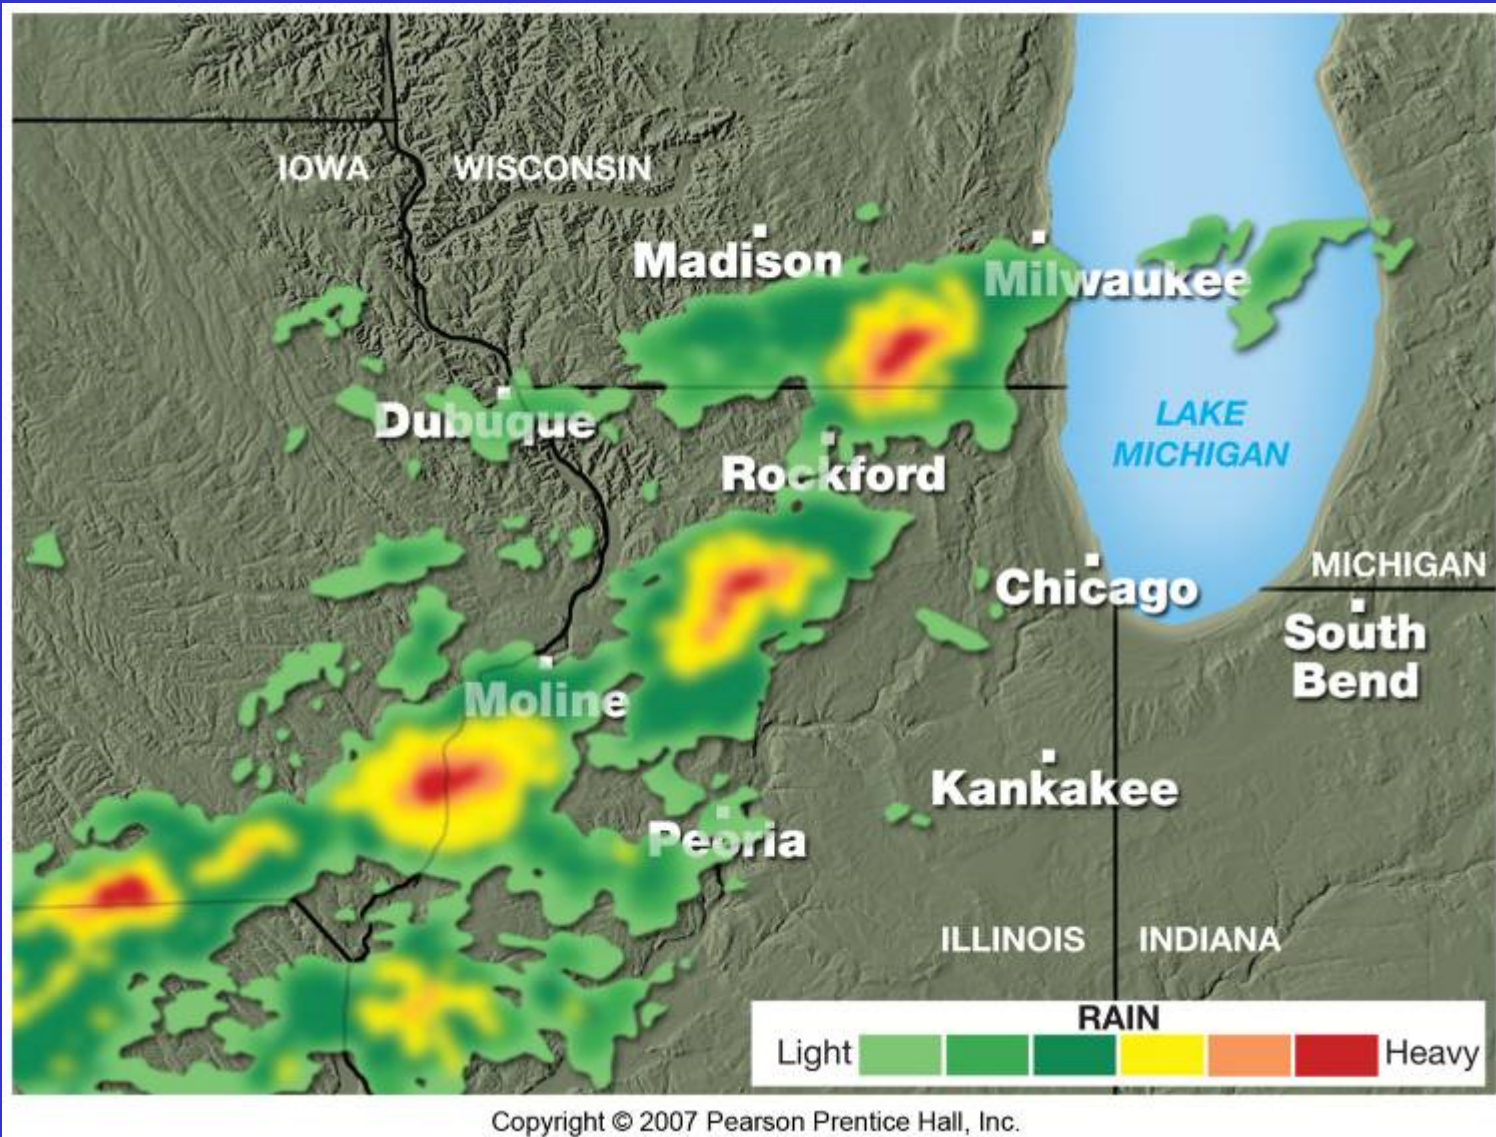 IOWA
WISCONSIN
Madison
Milwaukee
Dubuque
LAKE
MICHIGAN
Rockford
MICHIGAN
Chicago
South
Bend
Moline
Kankakee
Peoria
ILLINOIS
INDIANA
RAIN
Light
Heavy
Copyright © 2007 Pearson Prentice Hall, Inc.